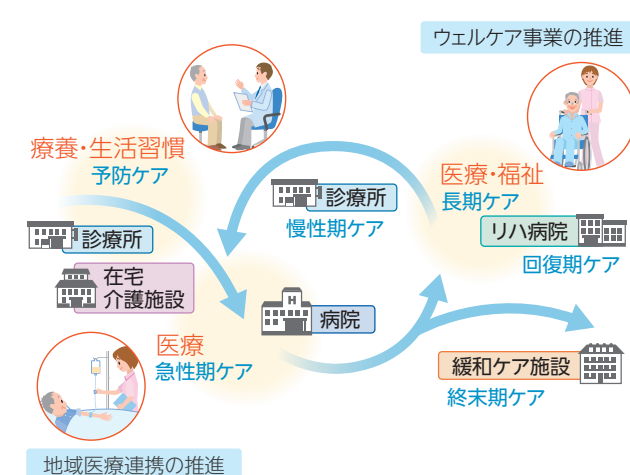 ウェルケア事業の推進
療養・生活習慣
予防ケア
診療所
在宅
介護施設
診療所
慢性期ケア
医療・福祉
長期ケア
リハ病院
回復期ケア
H
病院
医療
急性期ケア
緩和ケア施設
終末期ケア
地域医療連携の推進